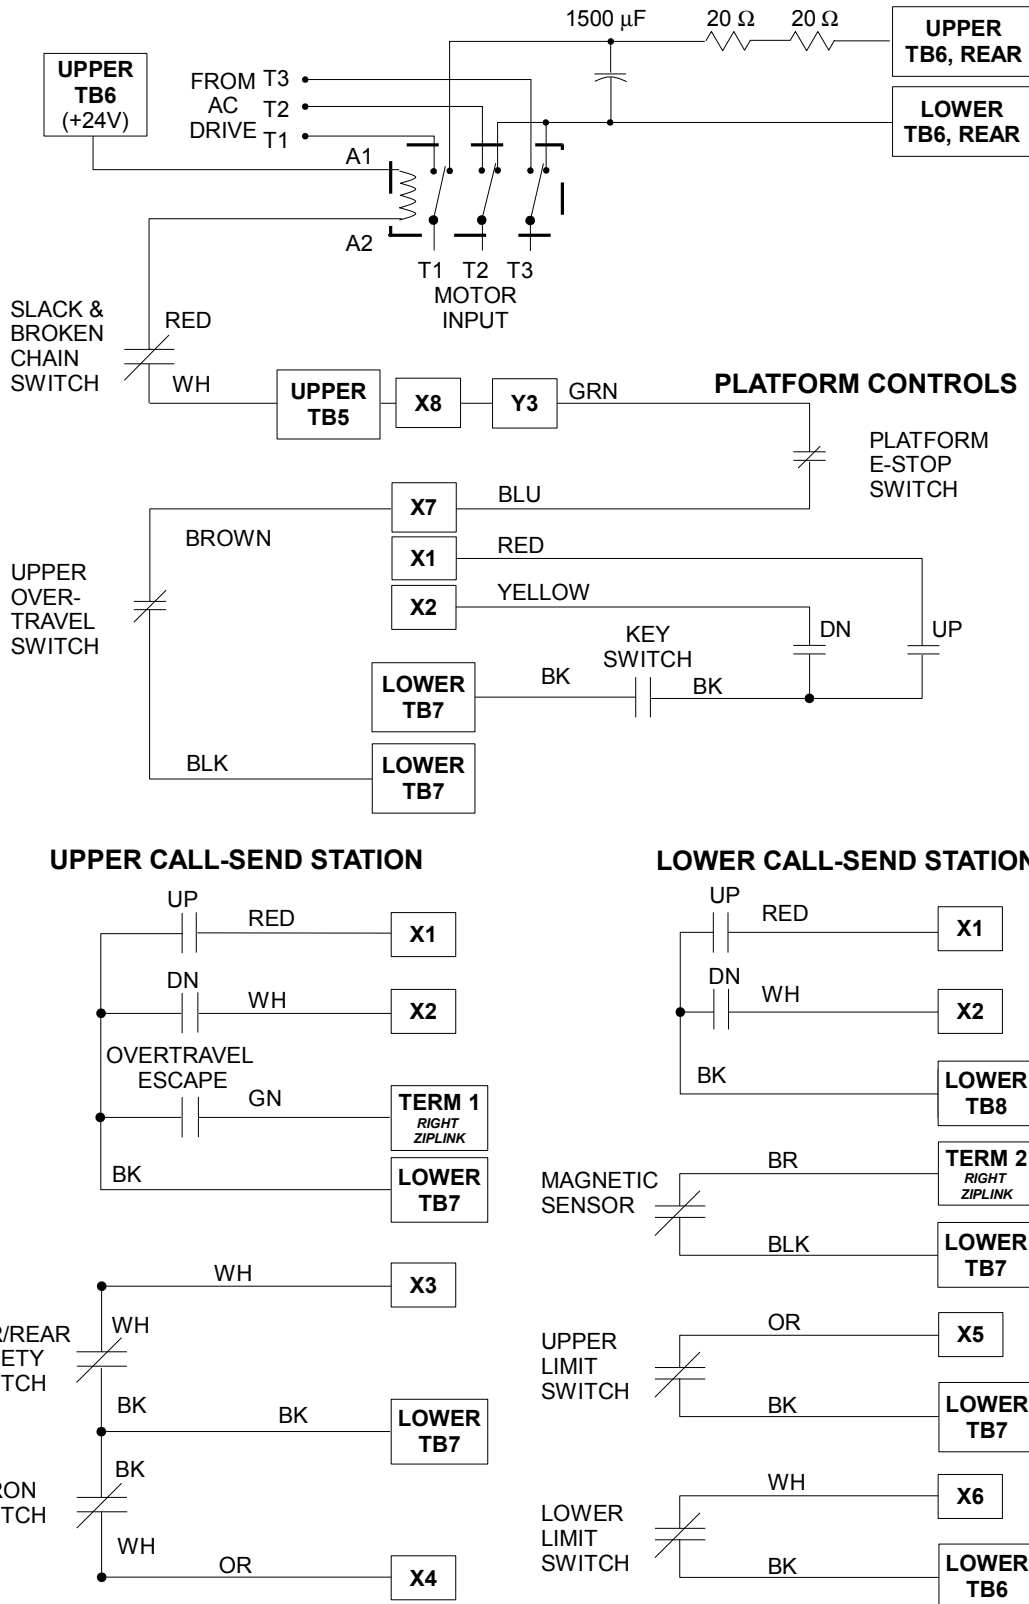 1500 µF
20 Ω
20 Ω
UPPER
TB6, REAR
UPPER
TB6
(+24V)
FROM
AC
DRIVE
T3
T2
T1
LOWER
TB6, REAR
A1
A2
T1
T2
T3
MOTOR
INPUT
SLACK &
BROKEN
CHAIN
SWITCH
RED
WH
UPPER
TB5
X8
Y3
GRN
PLATFORM CONTROLS
PLATFORM
E-STOP
SWITCH
X7
BLU
BROWN
X1
RED
X2
YELLOW
UPPER
OVER-
TRAVEL
SWITCH
KEY
SWITCH
DN
UP
LOWER
TB7
BK
BK
BLK
LOWER
TB7
UPPER CALL-SEND STATION
UP
RED
X1
DN
WH
X2
OVERTRAVEL
ESCAPE
GN
TERM 1
RIGHT
ZIPLINK
BK
LOWER
TB7
LOWER CALL-SEND STATION
UP
RED
X1
DN
WH
X2
BK
LOWER
TB8
MAGNETIC
SENSOR
BR
TERM 2
RIGHT
ZIPLINK
BLK
LOWER
TB7
WH
X3
WH
R/REAR
ETY
TCH
BK
BK
LOWER
TB7
BK
RON
TCH
WH
OR
X4
UPPER
LIMIT
SWITCH
OR
X5
BK
LOWER
TB7
LOWER
LIMIT
SWITCH
WH
X6
BK
LOWER
TB6